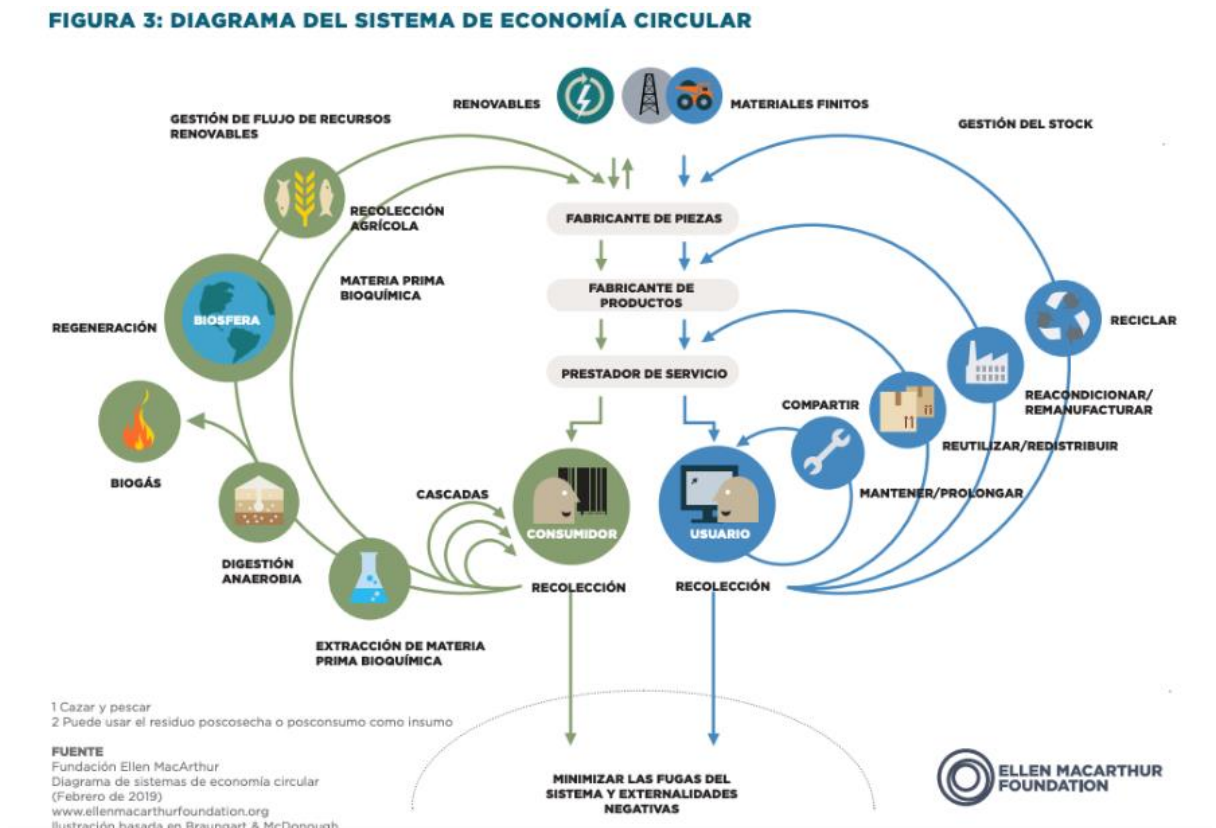 FIGURA 3: DIAGRAMA DEL SISTEMA DE ECONOMÍA CIRCULAR
RENOVABLES
MATERIALES FINITOS
GESTIÓN DE FLUJO DE RECURSOS
RENOVABLES
GESTIÓN DEL STOCK
RECOLECCIÓN
AGRÍCOLA
FABRICANTE DE PIEZAS
MATERIA PRIMA
BIOQUÍMICA
FABRICANTE DE
PRODUCTOS
REGENERACIÓN
BIOSFERA
RECICLAR
PRESTADOR DE SERVICIO
COMPARTIR
REACONDICIONAR/
REMANUFACTURAR
REUTILIZAR/REDISTRIBUIR
BIOGÁS
CASCADAS
MANTENER/PROLONGAR
CONSUMIDOR
USUARIO
DIGESTIÓN
ANAEROBIA
RECOLECCIÓN
RECOLECCIÓN
EXTRACCIÓN DE MATERIA
PRIMA BIOQUÍMICA
1 Cazar y pescar
2 Puede usar el residuo poscosecha o posconsumo como insumo
FUENTE
Fundación Ellen MacArthur
Diagrama de sistemas de economía circular
(Febrero de 2019)
www.ellenmacarthurfoundation.org
Ilustración basada en Braungart & McDonough
MINIMIZAR LAS FUGAS DEL
SISTEMA Y EXTERNALIDADES
NEGATIVAS
ELLEN MACARTHUR
FOUNDATION